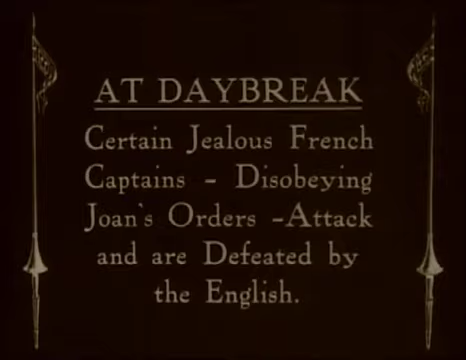 AT DAYBREAK
Certain Jealous French
Captains - Disobeying
Joan's Orders -Attack
and are Defeated by
the English.